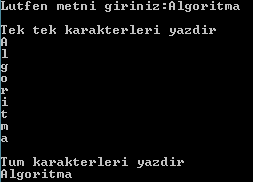 Lutfen metni giriniz:Algoritma
Tek tek karakterleri yazdir
A
l
g
o
r
i
t
m
a
Tum karakterleri yazdir
Algoritma